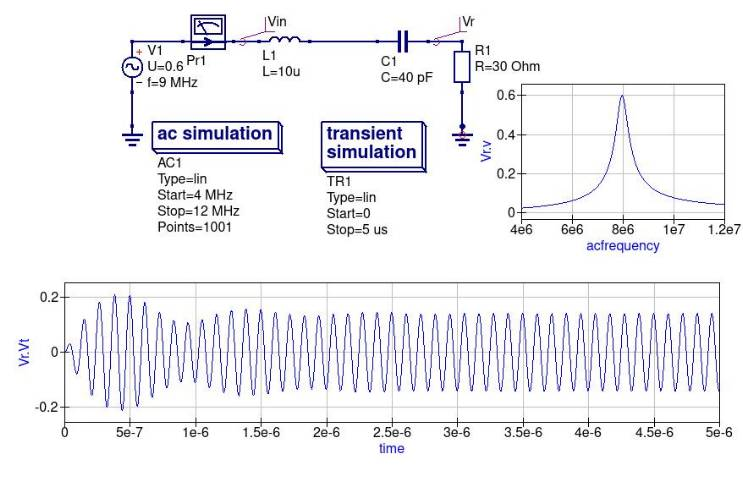 Vin
Vr
V1
U=0.6
f=9 MHz
Pr1
L1
L=10u
C1
C=40 pF
R1
R=30 Ohm
ac simulation
AC1
Type=lin
Start=4 MHz
Stop=12 MHz
Points=1001
transient
simulation
TR1
Type=lin
Start=0
Stop=5 us
Vr.v
0.6
0.4
0.2
0
4e6 6e6 8e6 1e7 1.2e7
acfrequency
Vr.Vt
0.2
0
-0.2
0 5e-7 1e-6 1.5e-6 2e-6 2.5e-6 3e-6 3.5e-6 4e-6 4.5e-6 5e-6
time